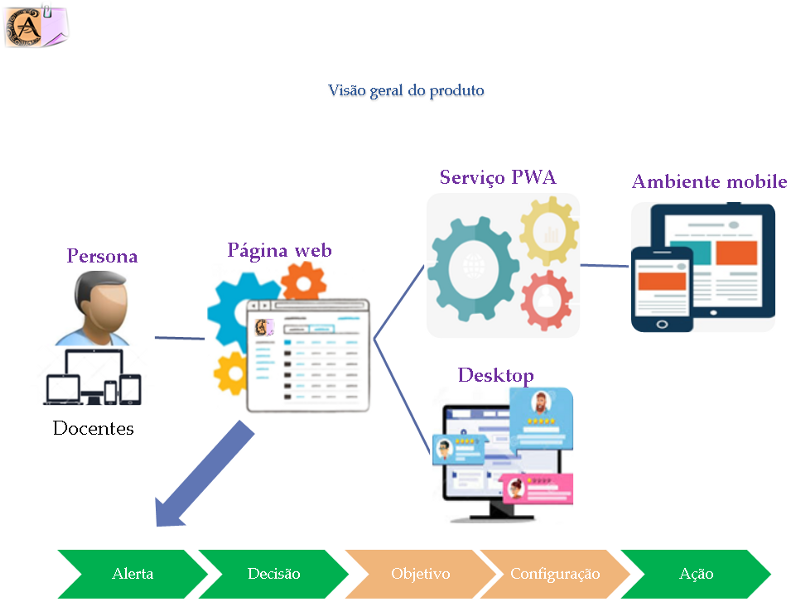 Visão geral do produto
Serviço PWA
Ambiente mobile
Persona
Página web
Desktop
Docentes
Alerta
Decisão
Objetivo
Configuração
Ação